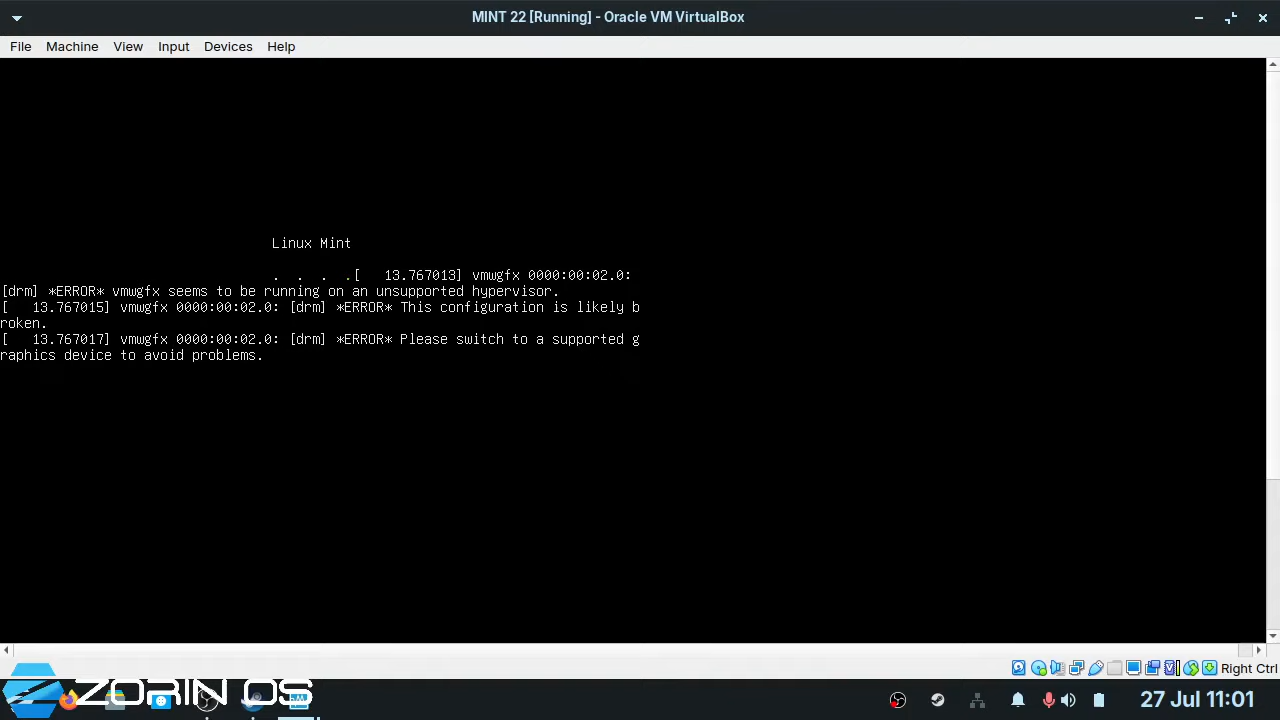 MINT 22 [Running] - Oracle VM VirtualBox
File Machine View Input Devices Help
Linux Mint
. . . .[ 13.767013] vmwgfx 0000:00:02.0:
[drm] *ERROR* vmwgfx seems to be running on an unsupported hypervisor.
[ 13.767015] vmwgfx 0000:00:02.0: [drm] *ERROR* This configuration is likely b
roken.
[ 13.767017] vmwgfx 0000:00:02.0: [drm] *ERROR* Please switch to a supported g
raphics device to avoid problems.
Right Ctrl
ZORIN OS
27 Jul 11:01